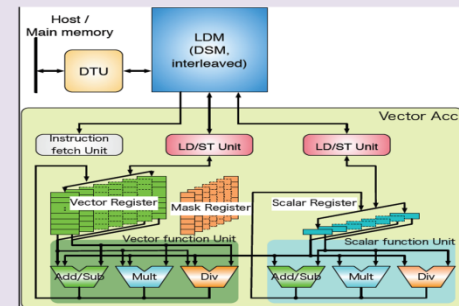 Host /
Main memory
LDM
(DSM,
interleaved)
DTU
Vector Acc
Instruction
fetch Unit
LD/ST Unit
LD/ST Unit
Vector Register
Mask Register
Scalar Register
Vector function Unit
Scalar function Unit
Add/Sub
Mult
Div
Add/Sub
Mult
Div